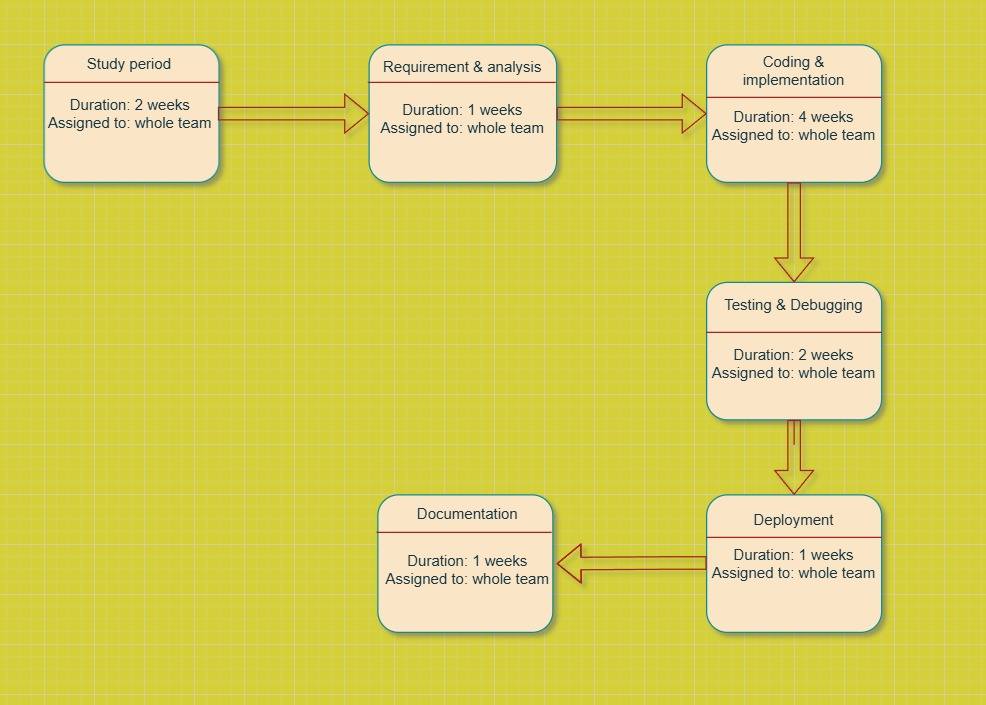 Study period
Duration: 2 weeks
Assigned to: whole team
Requirement & analysis
Duration: 1 weeks
Assigned to: whole team
Coding &
implementation
Duration: 4 weeks
Assigned to: whole team
Testing & Debugging
Duration: 2 weeks
Assigned to: whole team
Deployment
Duration: 1 weeks
Assigned to: whole team
Documentation
Duration: 1 weeks
Assigned to: whole team